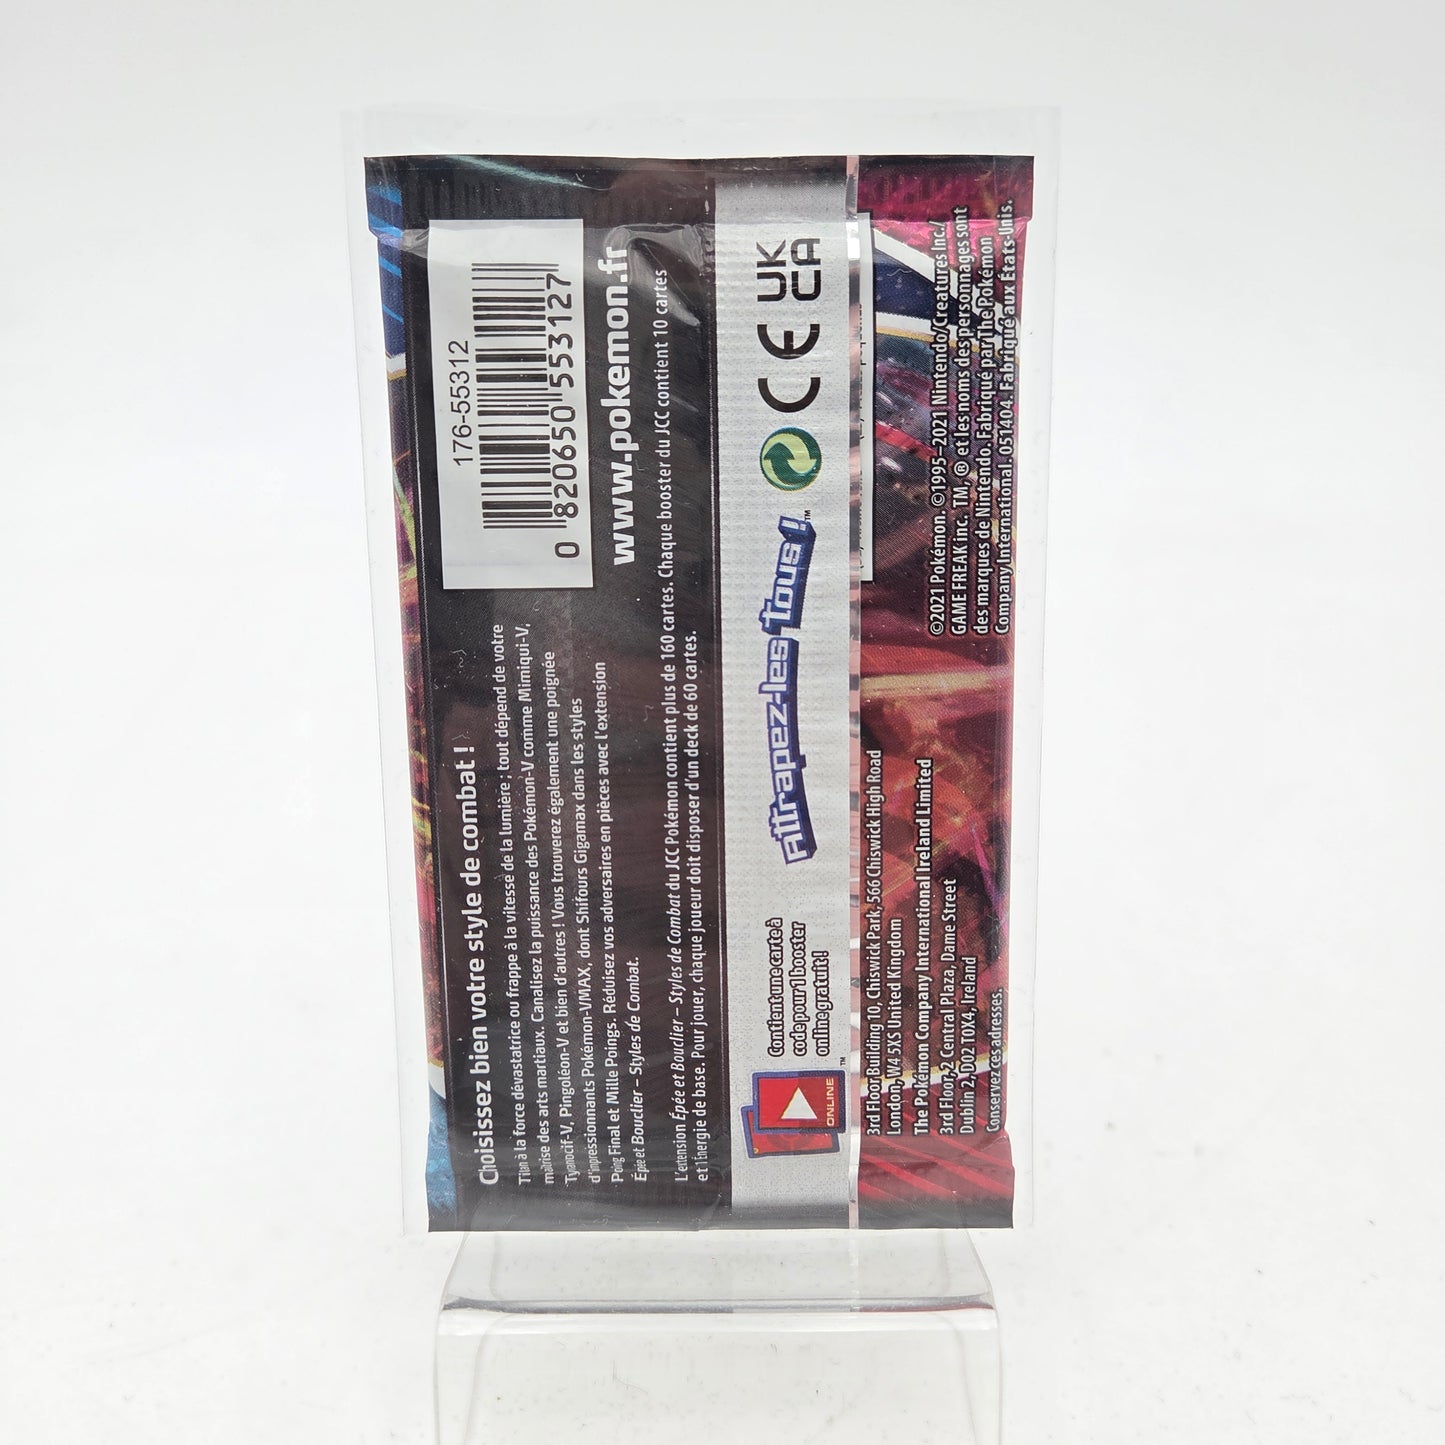 Choisissez bien votre style de combat !
à la force dévastatrice ou frappe à la vitesse de la lumière ; tout dépend de votre
maîtrise des arts martiaux. Canalisez la puissance des Pokémon-V comme Mimiqui-V,
Tyranocif-V, Pingoléon-V et bien d'autres ! Vous trouverez également une poignée
d'impressionnants Pokémon-VMAX, dont Shifours Gigamax dans les styles
Poing Final et Mille Poings. Réduisez vos adversaires en pièces avec l'extension
Épée et Bouclier – Styles de Combat.
176-55312
0 820650 553127
www.pokemon.fr
L'extension Épée et Bouclier – Styles de Combat du JCC Pokémon contient plus de 160 cartes. Chaque booster du JCC contient 10 cartes
et 1 Énergie de base. Pour jouer, chaque joueur doit disposer d'un deck de 60 cartes.
ONLINE
™
Contient une carte à
code pour 1 booster
online gratuit !
Attrapez-les tous !™
CE
UK
CA
3rd Floor Building 10, Chiswick Park, 566 Chiswick High Road
London, W4 5XS United Kingdom
The Pokémon Company International Ireland Limited
3rd Floor, 2 Central Plaza, Dame Street
Dublin 2, D02 T0X4, Ireland
Conservez ces adresses.
©2021 Pokémon. ©1995–2021 Nintendo/Creatures Inc./
GAME FREAK inc. TM, ® et les noms des personnages sont
des marques de Nintendo. Fabriqué par The Pokémon
Company International. 051404. Fabriqué aux États-Unis.